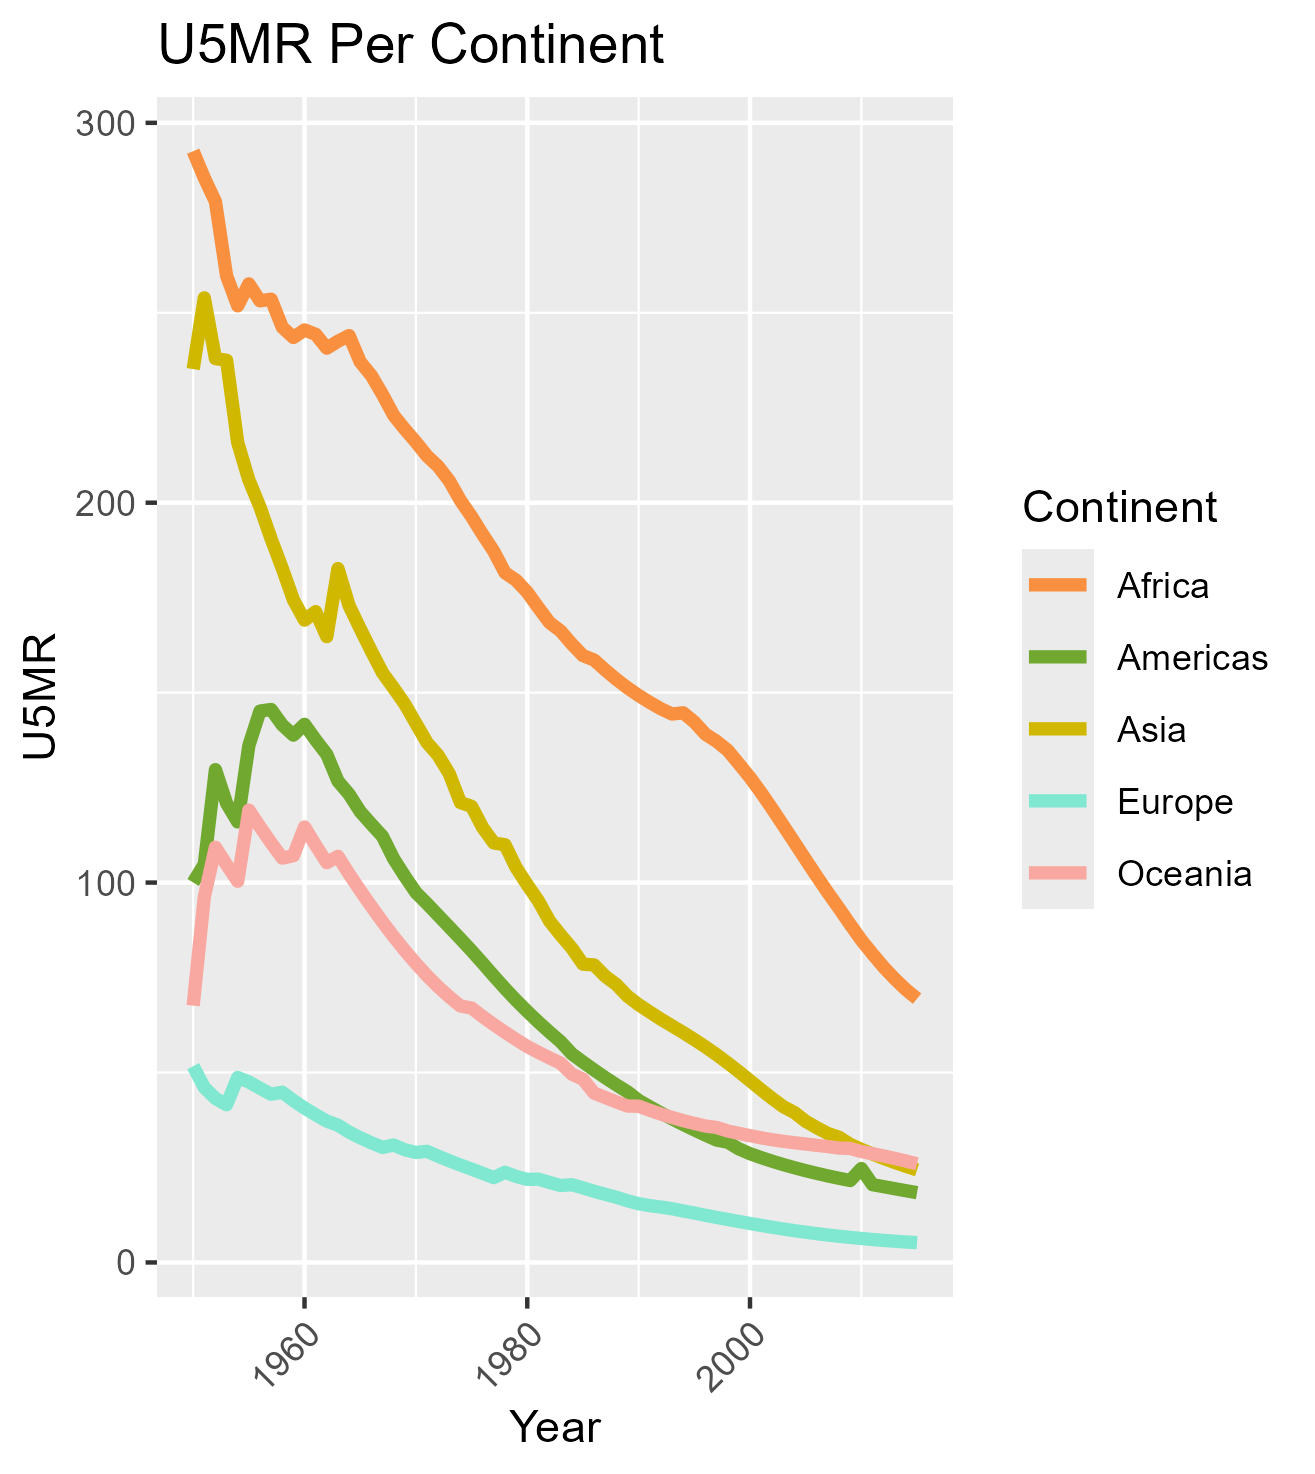 U5MR Per Continent
300
200
100
0
U5MR
1960
1980
2000
Year
Continent
Africa
Americas
Asia
Europe
Oceania